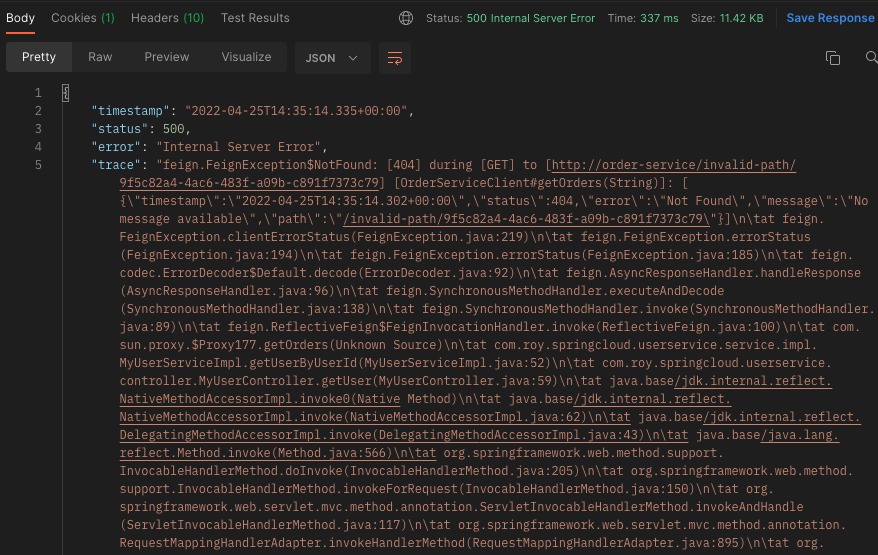 Body Cookies (1) Headers (10) Test Results Status: 500 Internal Server Error Time: 337 ms Size: 11.42 KB Save Response
Pretty Raw Preview Visualize JSON
1 {
2 "timestamp": "2022-04-25T14:35:14.335+00:00",
3 "status": 500,
4 "error": "Internal Server Error",
5 "trace": "feign.FeignException$NotFound: [404] during [GET] to [http://order-service/invalid-path/
9f5c82a4-4ac6-483f-a09b-c891f7373c79] [OrderServiceClient#getOrders(String)]: [
{\"timestamp\":\"2022-04-25T14:35:14.302+00:00\",\"status\":404,\"error\":\"Not Found\",\"message\":\"No
message available\",\"path\":\"/invalid-path/9f5c82a4-4ac6-483f-a09b-c891f7373c79\"}]\n\tat feign.
FeignException.clientErrorStatus(FeignException.java:219)\n\tat feign.FeignException.errorStatus
(FeignException.java:194)\n\tat feign.FeignException.errorStatus(FeignException.java:185)\n\tat feign.
codec.ErrorDecoder$Default.decode(ErrorDecoder.java:92)\n\tat feign.AsyncResponseHandler.handleResponse
(AsyncResponseHandler.java:96)\n\tat feign.SynchronousMethodHandler.executeAndDecode
(SynchronousMethodHandler.java:138)\n\tat feign.SynchronousMethodHandler.invoke(SynchronousMethodHandler.
java:89)\n\tat feign.ReflectiveFeign$FeignInvocationHandler.invoke(ReflectiveFeign.java:100)\n\tat com.
sun.proxy.$Proxy177.getOrders(Unknown Source)\n\tat com.roy.springcloud.userservice.service.impl.
MyUserServiceImpl.getUserByUserId(MyUserServiceImpl.java:52)\n\tat com.roy.springcloud.userservice.
controller.MyUserController.getUser(MyUserController.java:59)\n\tat java.base/jdk.internal.reflect.
NativeMethodAccessorImpl.invoke0(Native Method)\n\tat java.base/jdk.internal.reflect.
NativeMethodAccessorImpl.invoke(NativeMethodAccessorImpl.java:62)\n\tat java.base/jdk.internal.reflect.
DelegatingMethodAccessorImpl.invoke(DelegatingMethodAccessorImpl.java:43)\n\tat java.base/java.lang.
reflect.Method.invoke(Method.java:566)\n\tat org.springframework.web.method.support.
InvocableHandlerMethod.doInvoke(InvocableHandlerMethod.java:205)\n\tat org.springframework.web.method.
support.InvocableHandlerMethod.invokeForRequest(InvocableHandlerMethod.java:150)\n\tat org.
springframework.web.servlet.mvc.method.annotation.ServletInvocableHandlerMethod.invokeAndHandle
(ServletInvocableHandlerMethod.java:117)\n\tat org.springframework.web.servlet.mvc.method.annotation.
RequestMappingHandlerAdapter.invokeHandlerMethod(RequestMappingHandlerAdapter.java:895)\n\tat org.